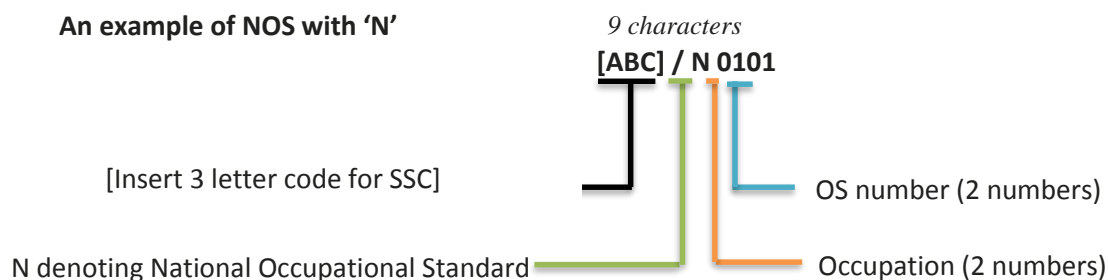 An example of NOS with ‘N’
9 characters
[ABC] / N 0101
[Insert 3 letter code for SSC]
OS number (2 numbers)
N denoting National Occupational Standard
Occupation (2 numbers)